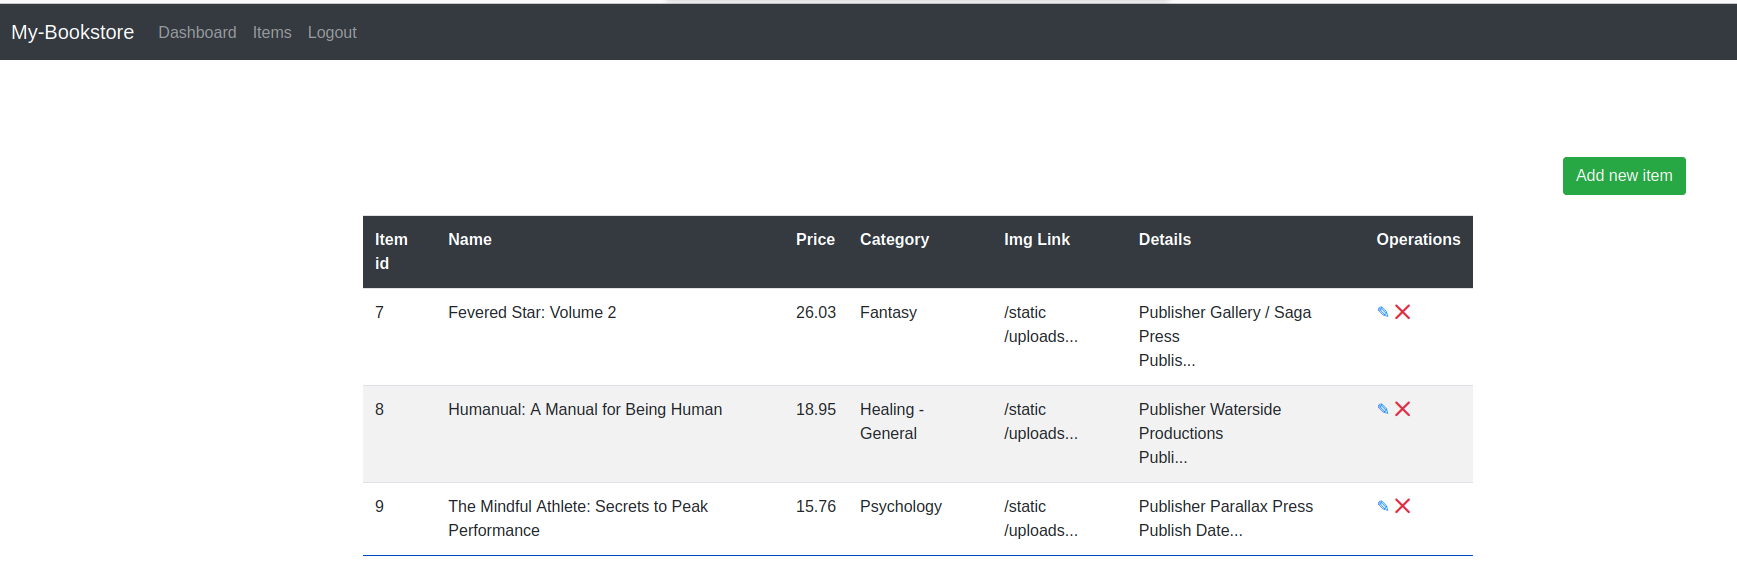 My-Bookstore Dashboard Items Logout
Add new item
Item id Name Price Category Img Link Details Operations
7 Fevered Star: Volume 2 26.03 Fantasy /static /uploads... Publisher Gallery / Saga Press Publis...
8 Humanual: A Manual for Being Human 18.95 Healing - General /static /uploads... Publisher Waterside Productions Publi...
9 The Mindful Athlete: Secrets to Peak Performance 15.76 Psychology /static /uploads... Publisher Parallax Press Publish Date...